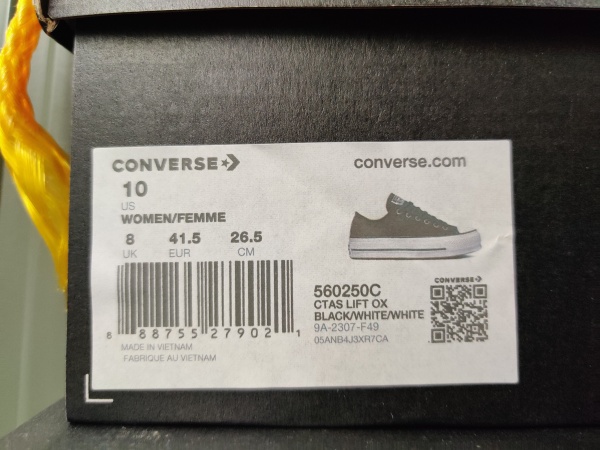 CONVERSE
converse.com
10
US
WOMEN/FEMME
8 41.5 26.5
UK EUR CM
6 88755 27902 1
MADE IN VIETNAM
FABRIQUE AU VIETNAM
560250C
CTAS LIFT OX
BLACK/WHITE/WHITE
9A-2307-F49
05ANB4J3XR7CA
CONVERSE